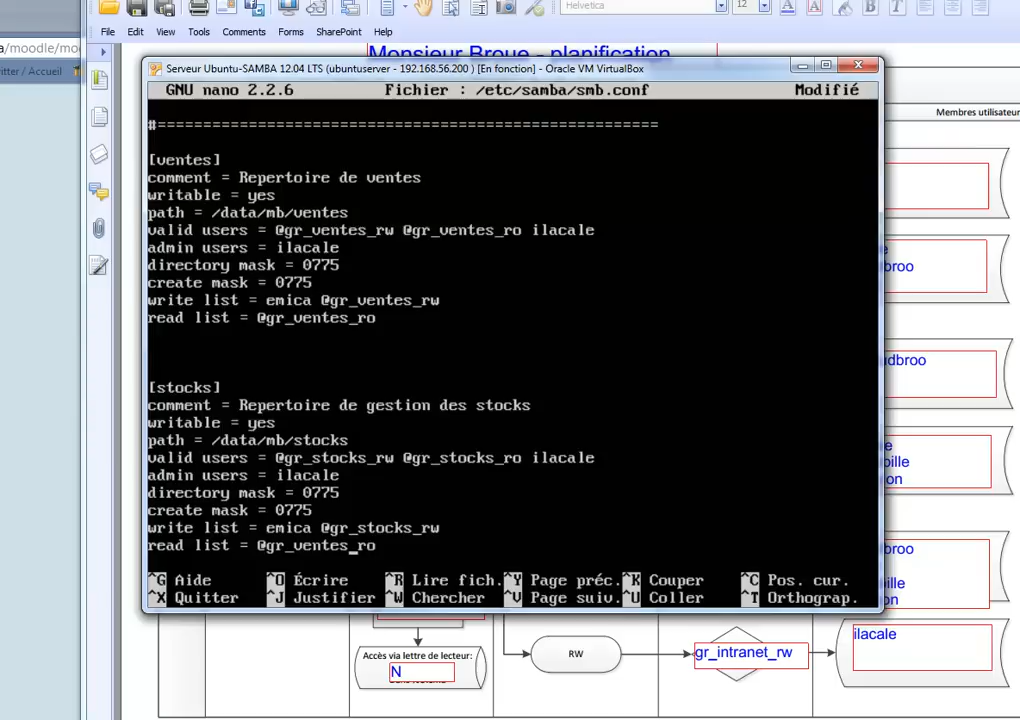 Helvetica
12
File Edit View Tools Comments Forms SharePoint Help
a/moodle/mo
itter / Accueil
Monsieur Broue - planification
Serveur Ubuntu-SAMBA 12.04 LTS (ubuntuserver - 192.168.56.200 ) [En fonction] - Oracle VM VirtualBox
GNU nano 2.2.6 Fichier : /etc/samba/smb.conf Modifié
Membres utilisateur
#=======================================================
[ventes]
comment = Repertoire de ventes
writable = yes
path = /data/mb/ventes
valid users = @gr_ventes_rw @gr_ventes_ro ilacale
admin users = ilacale
directory mask = 0775
create mask = 0775
write list = emica @gr_ventes_rw
read list = @gr_ventes_ro
[stocks]
comment = Repertoire de gestion des stocks
writable = yes
path = /data/mb/stocks
valid users = @gr_stocks_rw @gr_stocks_ro ilacale
admin users = ilacale
directory mask = 0775
create mask = 0775
write list = emica @gr_stocks_rw
read list = @gr_ventes_ro
^G Aide ^O Écrire ^R Lire fich. ^Y Page préc. ^K Couper ^C Pos. cur.
^X Quitter ^J Justifier ^W Chercher ^V Page suiv. ^U Coller ^T Orthograp.
e
broo
udbroo
e
bille
on
broo
ille
on
Accès via lettre de lecteur:
N
RW
gr_intranet_rw
ilacale